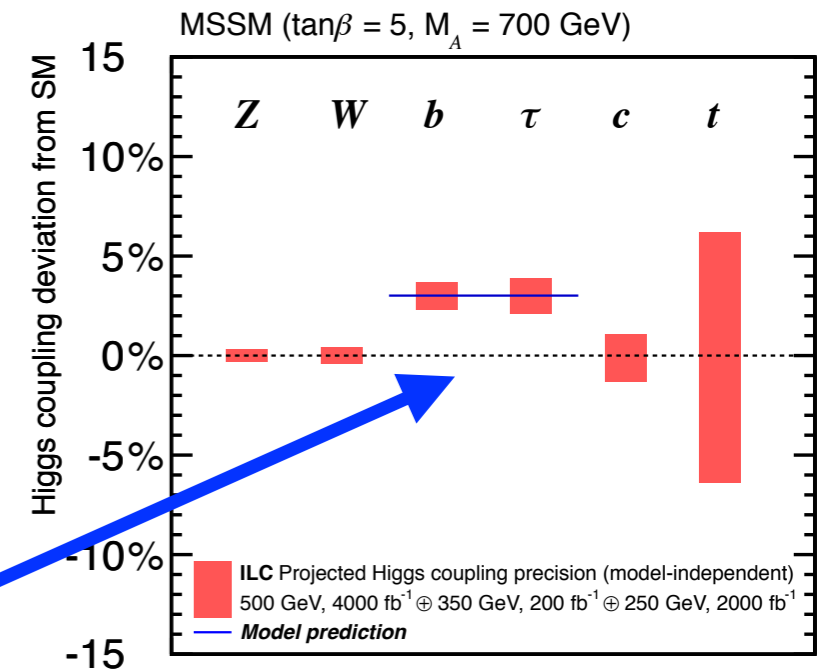 MSSM (tanβ = 5, M_A = 700 GeV)
Higgs coupling deviation from SM
15
10%
5%
0%
-5%
-10%
-15
Z W b τ c t
ILC Projected Higgs coupling precision (model-independent)
500 GeV, 4000 fb⁻¹ ⊕ 350 GeV, 200 fb⁻¹ ⊕ 250 GeV, 2000 fb⁻¹
Model prediction